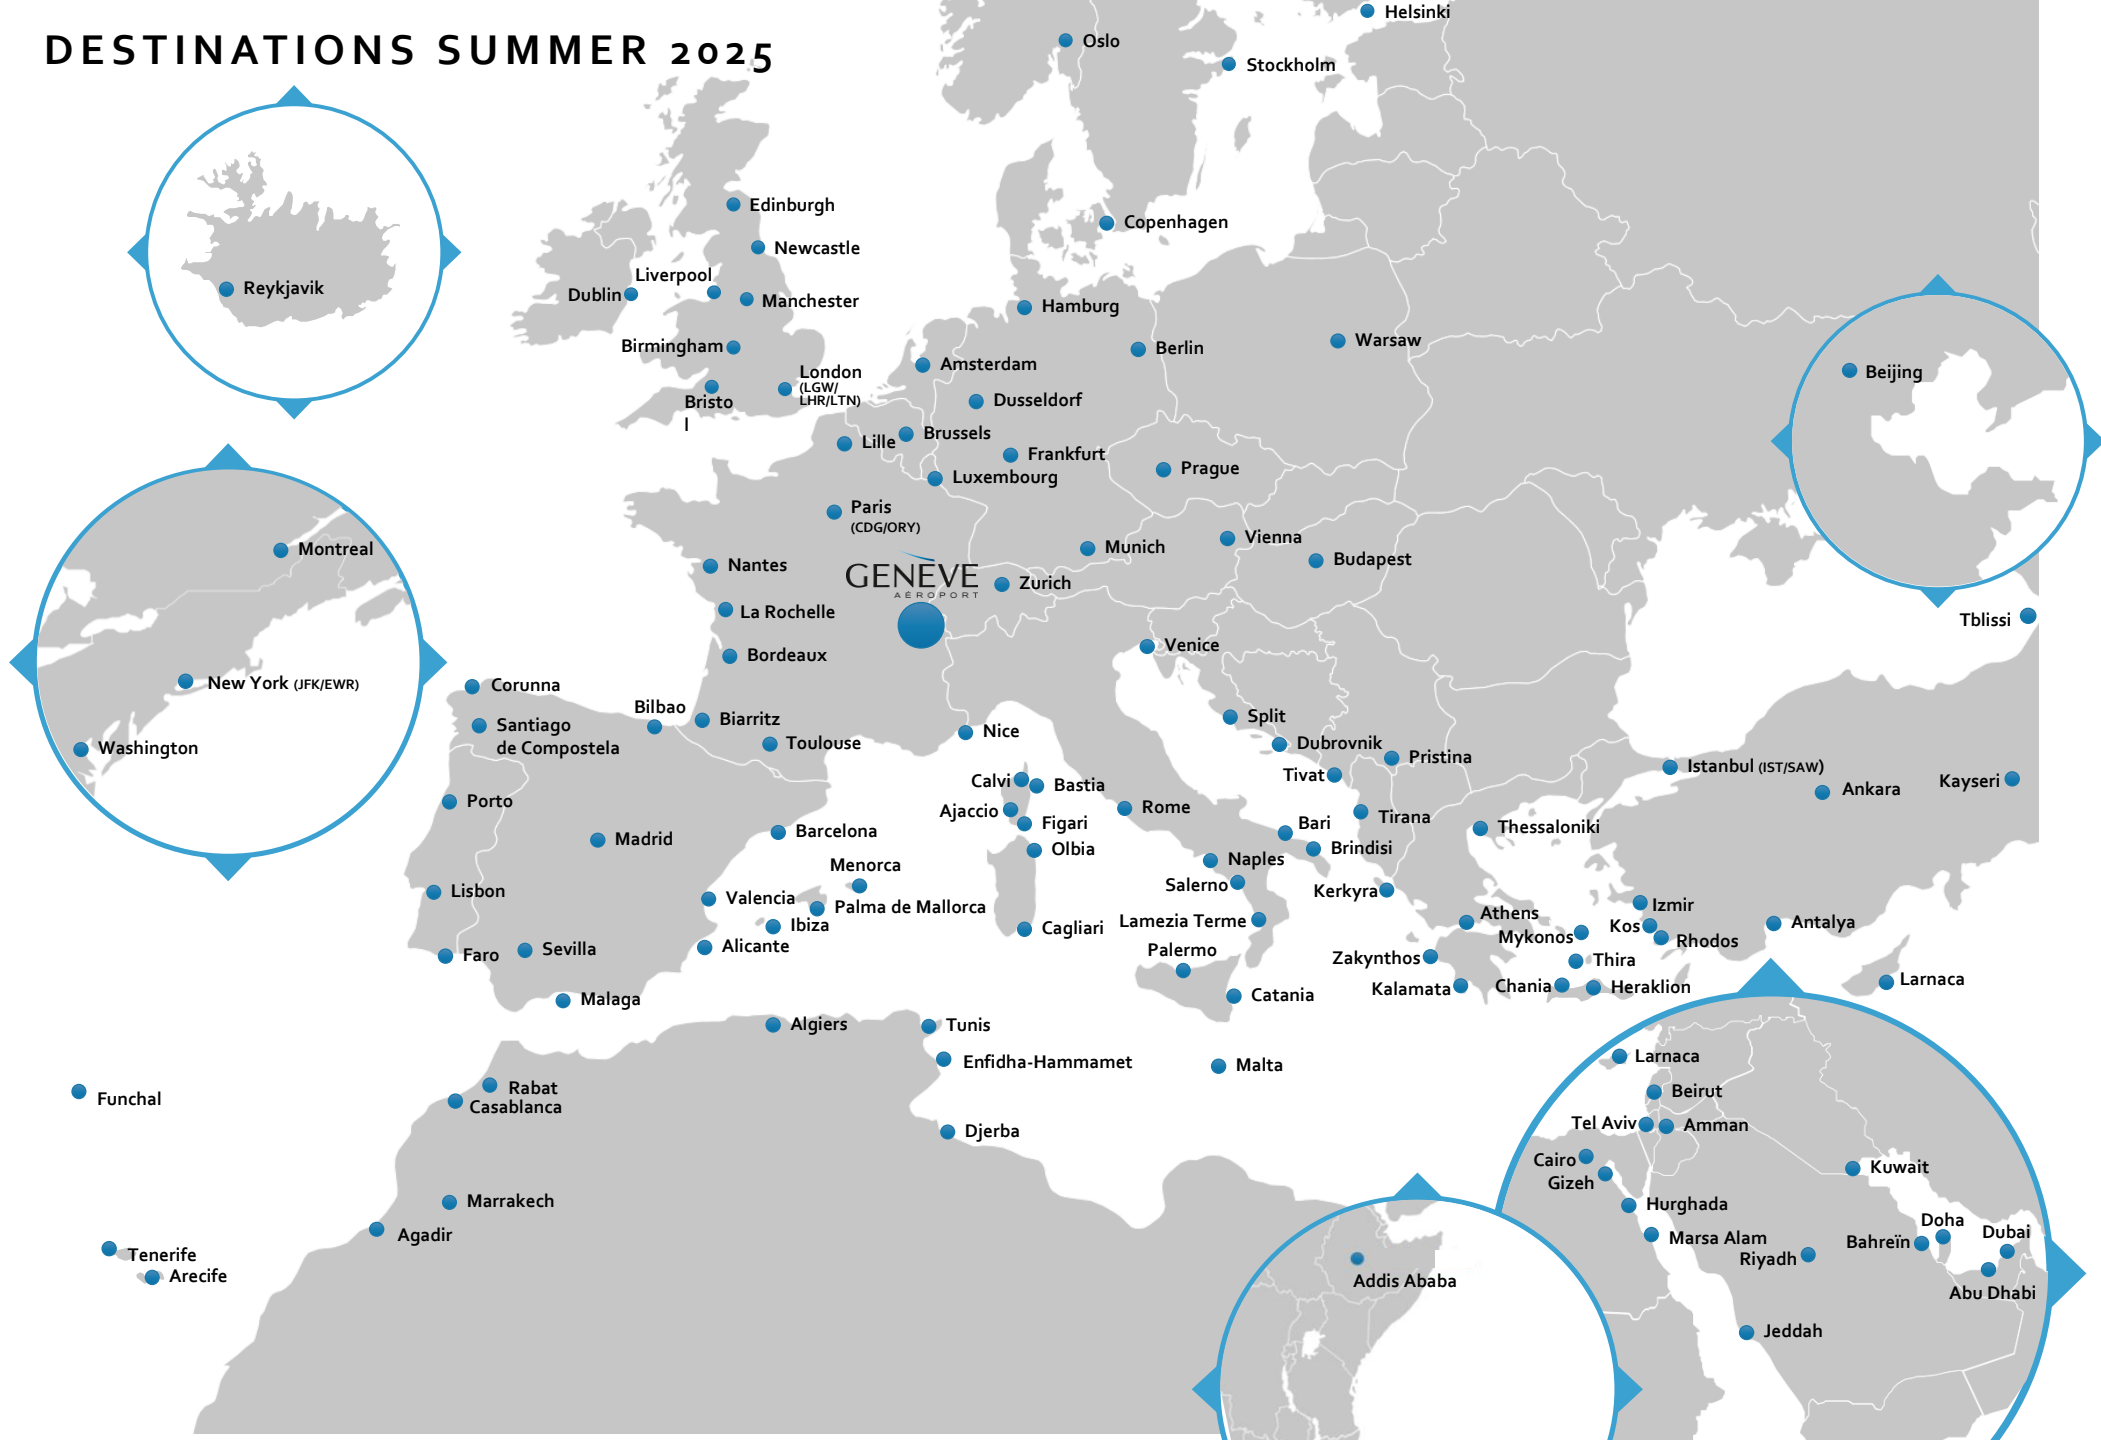 DESTINATIONS SUMMER 2025
Helsinki
Oslo
Stockholm
Reykjavik
Edinburgh
Newcastle
Liverpool
Dublin
Manchester
Birmingham
London
(LGW/
LHR/LTN)
Bristo
l
Copenhagen
Hamburg
Berlin
Warsaw
Amsterdam
Dusseldorf
Brussels
Lille
Frankfurt
Luxembourg
Prague
Paris
(CDG/ORY)
Beijing
Montreal
New York (JFK/EWR)
Washington
Nantes
GENÈVE
AÉROPORT
Zurich
Munich
Vienna
Budapest
La Rochelle
Bordeaux
Venice
Tblissi
Corunna
Santiago
de Compostela
Bilbao
Biarritz
Toulouse
Nice
Split
Dubrovnik
Tivat
Pristina
Istanbul (IST/SAW)
Ankara
Kayseri
Calvi
Bastia
Ajaccio
Figari
Olbia
Rome
Bari
Brindisi
Tirana
Thessaloniki
Porto
Madrid
Barcelona
Menorca
Naples
Salerno
Kerkyra
Lisbon
Valencia
Palma de Mallorca
Ibiza
Alicante
Cagliari
Lamezia Terme
Palermo
Catania
Athens
Mykonos
Izmir
Kos
Rhodos
Antalya
Zakynthos
Thira
Kalamata
Chania
Heraklion
Larnaca
Faro
Sevilla
Malaga
Algiers
Tunis
Enfidha-Hammamet
Malta
Djerba
Funchal
Rabat
Casablanca
Marrakech
Agadir
Tenerife
Arecife
Larnaca
Beirut
Tel Aviv
Amman
Cairo
Gizeh
Kuwait
Hurghada
Marsa Alam
Riyadh
Bahreïn
Doha
Dubai
Abu Dhabi
Jeddah
Addis Ababa